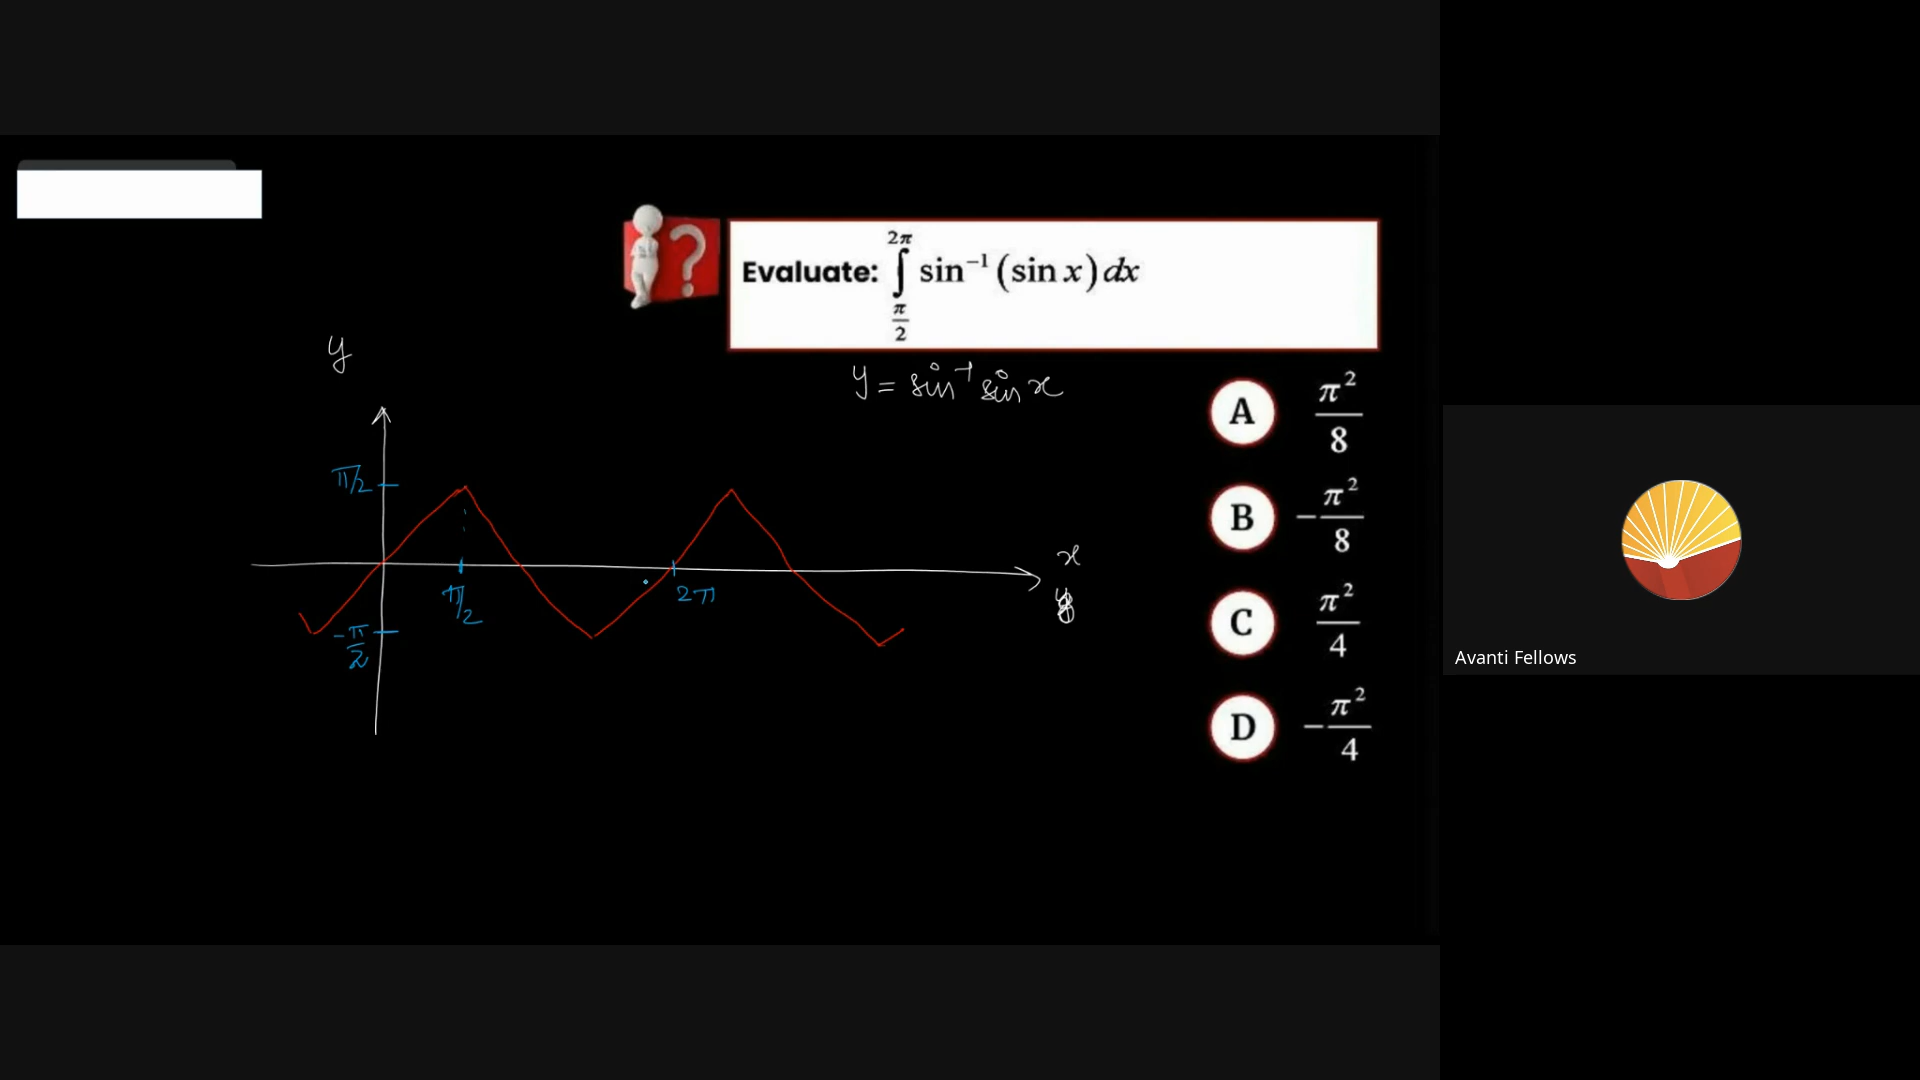 Evaluate: ∫_{π/2}^{2π} sin⁻¹(sin x) dx
y = sin⁻¹ sin x
A π²/8
B -π²/8
C π²/4
D -π²/4
y
π/2
x
π/2
2π
-π/2
Avanti Fellows